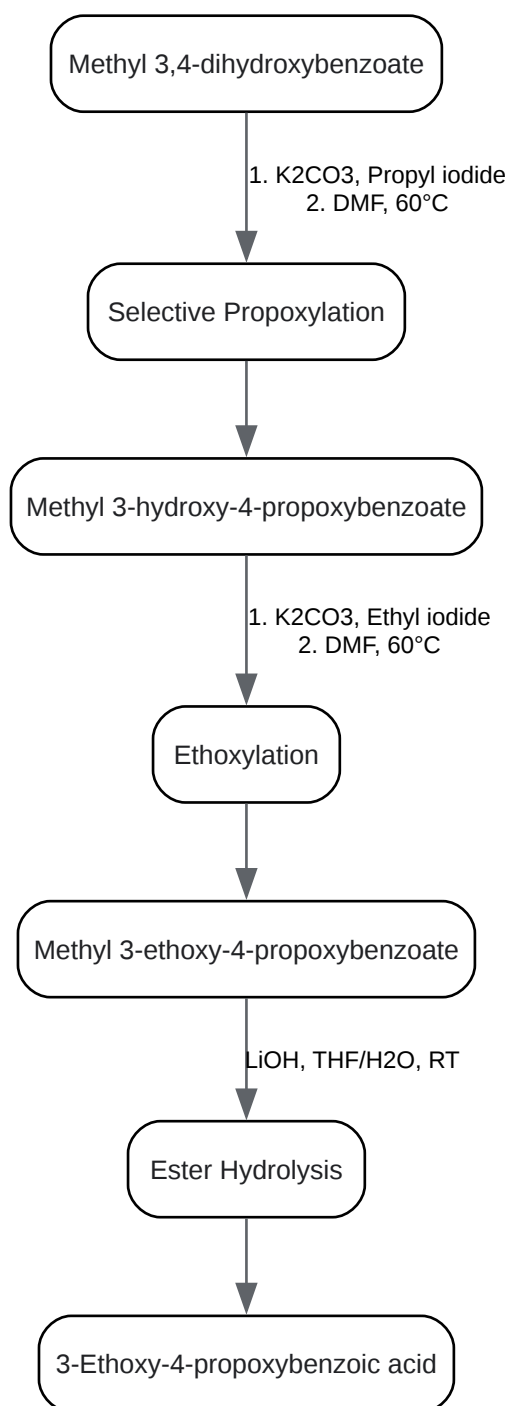 Methyl 3,4-dihydroxybenzoate
1. K2CO3, Propyl iodide
2. DMF, 60°C
Selective Propoxylation
Methyl 3-hydroxy-4-propoxybenzoate
1. K2CO3, Ethyl iodide
2. DMF, 60°C
Ethoxylation
Methyl 3-ethoxy-4-propoxybenzoate
LiOH, THF/H2O, RT
Ester Hydrolysis
3-Ethoxy-4-propoxybenzoic acid